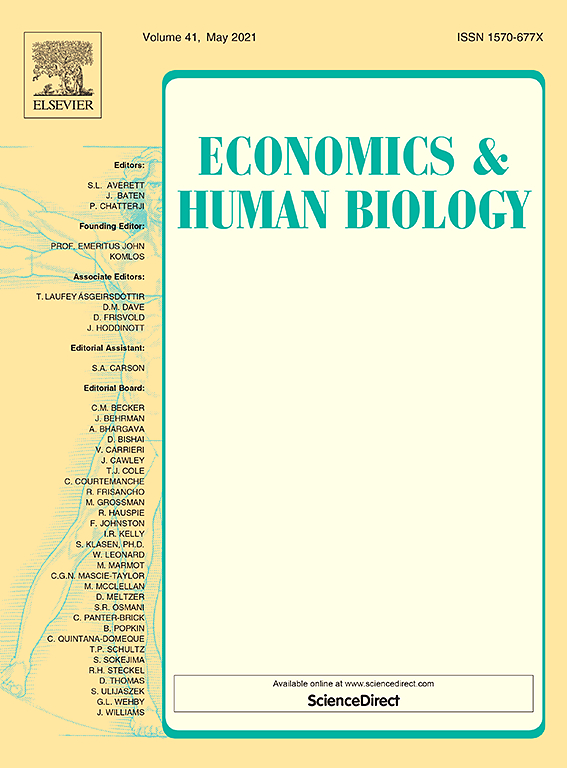 Volume 41, May 2021
ISSN 1570-677X
ELSEVIER
ECONOMICS &
HUMAN BIOLOGY
Editors:
S.L. AVERETT
J. BATEN
P. CHATTERJI
Founding Editor:
PROF. EMERITUS JOHN
KOMLOS
Associate Editors:
T. LAUFEY ÁSGEIRSDÓTTIR
D.M. DAVE
D. FRISVOLD
J. HODDINOTT
Editorial Assistant:
S.A. CARSON
Editorial Board:
C.M. BECKER
J. BEHRMAN
A. BHARGAVA
D. BISHAI
V. CARRIERI
J. CAWLEY
T.J. COLE
C. COURTEMANCHE
R. FRISANCHO
M. GROSSMAN
R. HAUSPIE
F. JOHNSTON
I.R. KELLY
S. KLASEN, PH.D.
W. LEONARD
M. MARMOT
C.G.N. MASCIE-TAYLOR
M. MCCLELLAN
D. MELTZER
S.R. OSMANI
C. PANTER-BRICK
B. POPKIN
C. QUINTANA-DOMEQUE
T.P. SCHULTZ
S. SOKEJIMA
R.H. STECKEL
D. THOMAS
S. ULIJASZEK
G.L. WEHBY
J. WILLIAMS
Available online at www.sciencedirect.com
ScienceDirect